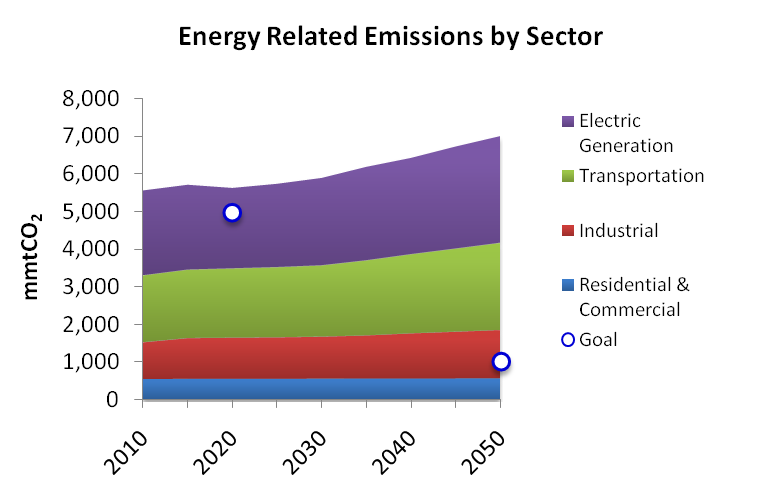 Energy Related Emissions by Sector
8,000
7,000
6,000
5,000
4,000
3,000
2,000
1,000
0
mmtCO₂
2010
2020
2030
2040
2050
Electric
Generation
Transportation
Industrial
Residential &
Commercial
Goal